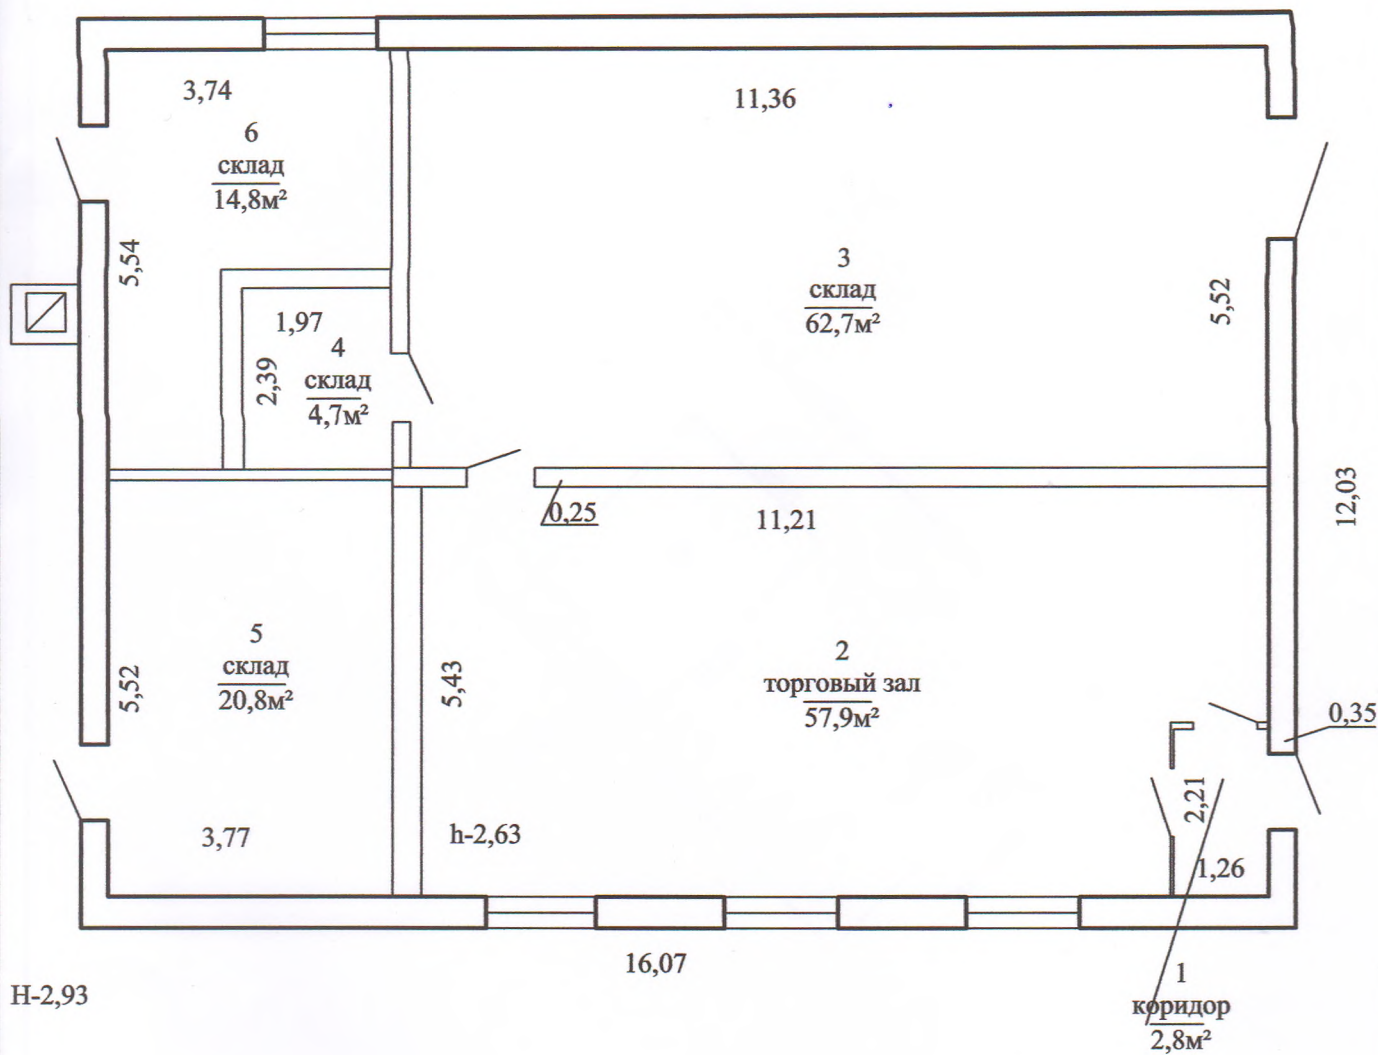 3,74
11,36
6
склад
14,8м²
5,54
3
склад
62,7м²
5,52
1,97
4
склад
4,7м²
2,39
12,03
0,25
11,21
5
склад
20,8м²
5,52
5,43
2
торговый зал
57,9м²
0,35
2,21
3,77
h-2,63
1,26
16,07
H-2,93
1
коридор
2,8м²